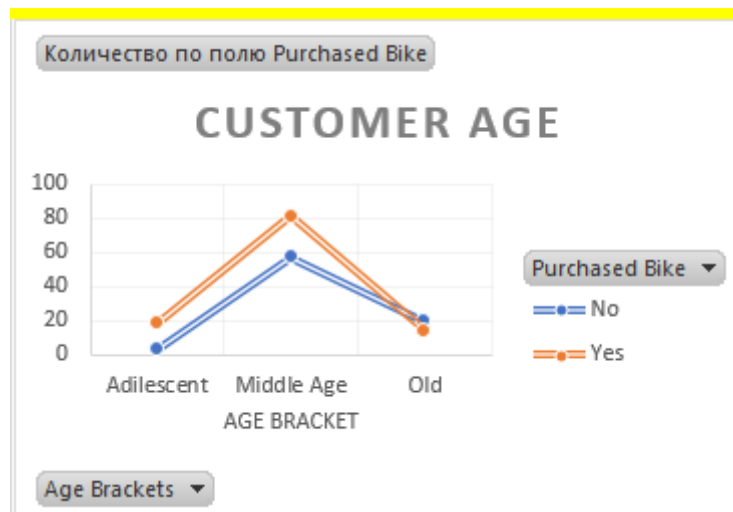 Количество по полю Purchased Bike
CUSTOMER AGE
100
80
60
40
20
0
Adilescent Middle Age Old
AGE BRACKET
Purchased Bike
No
Yes
Age Brackets